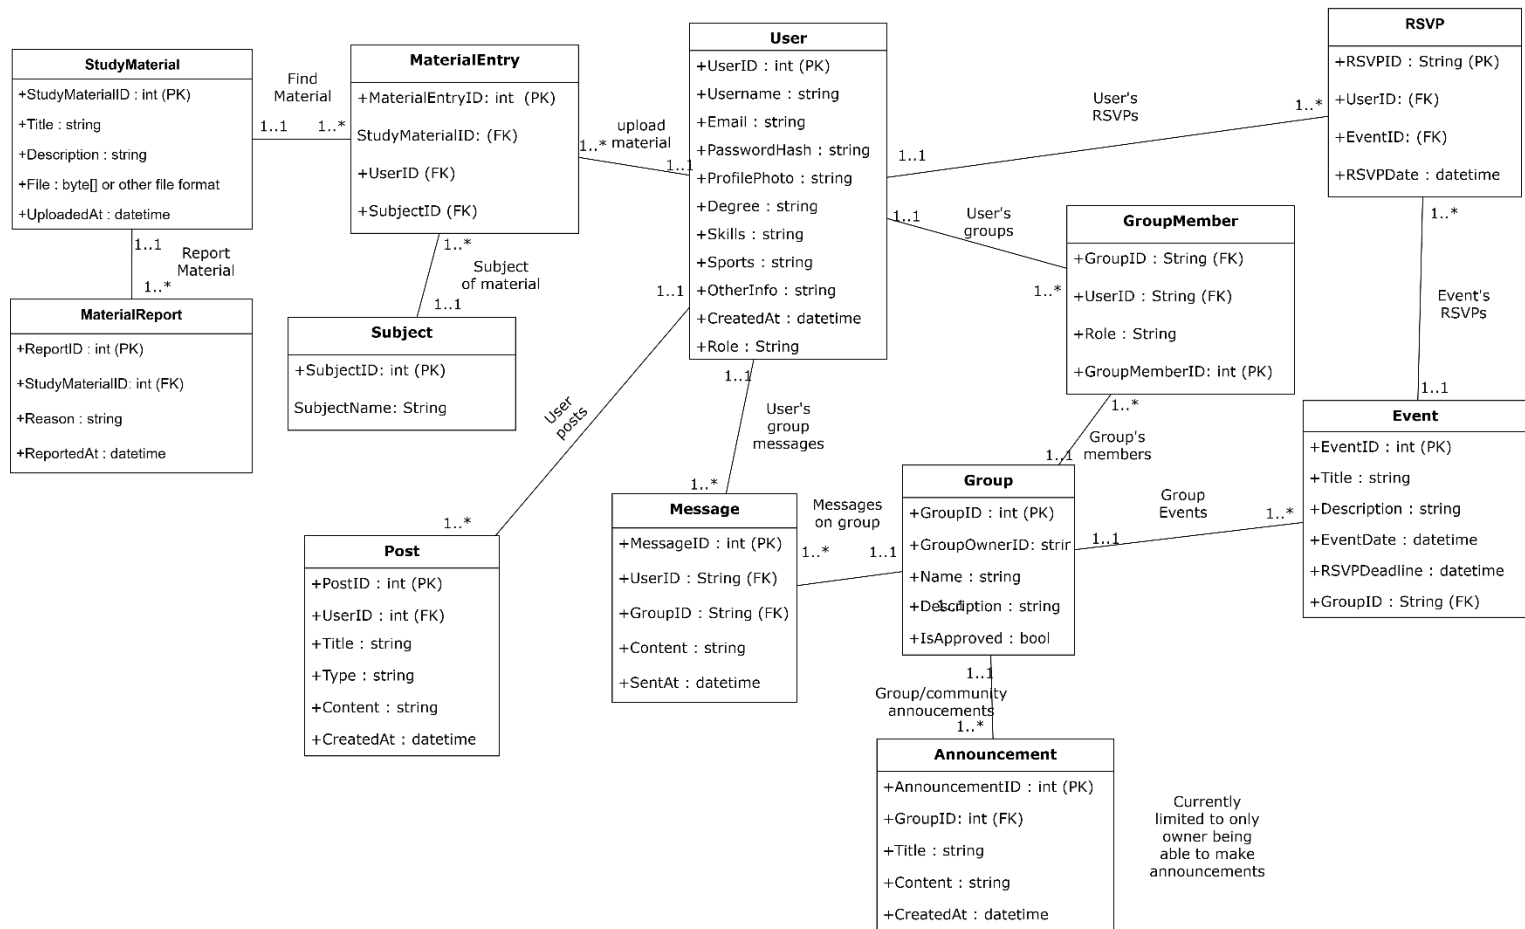 StudyMaterial
+StudyMaterialID : int (PK)
+Title : string
+Description : string
+File : byte[] or other file format
+UploadedAt : datetime
Find
Material
1..1
1..*
MaterialEntry
+MaterialEntryID: int (PK)
StudyMaterialID: (FK)
+UserID (FK)
+SubjectID (FK)
upload
material
1..*
1..1
User
+UserID : int (PK)
+Username : string
+Email : string
+PasswordHash : string
+ProfilePhoto : string
+Degree : string
+Skills : string
+Sports : string
+OtherInfo : string
+CreatedAt : datetime
+Role : String
User's
RSVPs
1..1
1..*
RSVP
+RSVPID : String (PK)
+UserID: (FK)
+EventID: (FK)
+RSVPDate : datetime
1..1
Report
Material
1..*
MaterialReport
+ReportID : int (PK)
+StudyMaterialID: int (FK)
+Reason : string
+ReportedAt : datetime
1..*
Subject
of material
1..1
Subject
+SubjectID: int (PK)
SubjectName: String
1..1
User's
groups
1..*
GroupMember
+GroupID : String (FK)
+UserID : String (FK)
+Role : String
+GroupMemberID: int (PK)
1..*
Event's
RSVPs
1..1
Event
+EventID : int (PK)
+Title : string
+Description : string
+EventDate : datetime
+RSVPDeadline : datetime
+GroupID : String (FK)
1..1
User
posts
1..*
Post
+PostID : int (PK)
+UserID : int (FK)
+Title : string
+Type : string
+Content : string
+CreatedAt : datetime
1..1
User's
group
messages
1..*
Message
+MessageID : int (PK)
+UserID : String (FK)
+GroupID : String (FK)
+Content : string
+SentAt : datetime
Messages
on group
1..*
1..1
1..*
Group's
members
1..1
Group
+GroupID : int (PK)
+GroupOwnerID: strir
+Name : string
+Description : string
1..1
+IsApproved : bool
Group
Events
1..1
1..*
1..1
Group/community
annoucements
1..*
Announcement
+AnnouncementID : int (PK)
+GroupID: int (FK)
+Title : string
+Content : string
+CreatedAt : datetime
Currently
limited to only
owner being
able to make
announcements